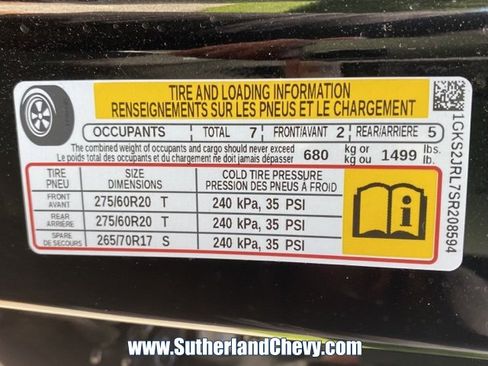 TIRE AND LOADING INFORMATION
RENSEIGNEMENTS SUR LES PNEUS ET LE CHARGEMENT
OCCUPANTS TOTAL 7 FRONT/AVANT 2 REAR/ARRIÈRE 5
The combined weight of occupants and cargo should never exceed
Le poids total des occupants et du chargement ne doit jamais dépasser
680 kg or kg ou 1499 lbs. lb.
TIRE PNEU SIZE DIMENSIONS COLD TIRE PRESSURE PRESSION DES PNEUS A FROID
FRONT AVANT 275/60R20 T 240 kPa, 35 PSI
REAR ARRIERE 275/60R20 T 240 kPa, 35 PSI
SPARE DE SECOURS 265/70R17 S 240 kPa, 35 PSI
1GKS2JRL7SR208594
www.SutherlandChevy.com